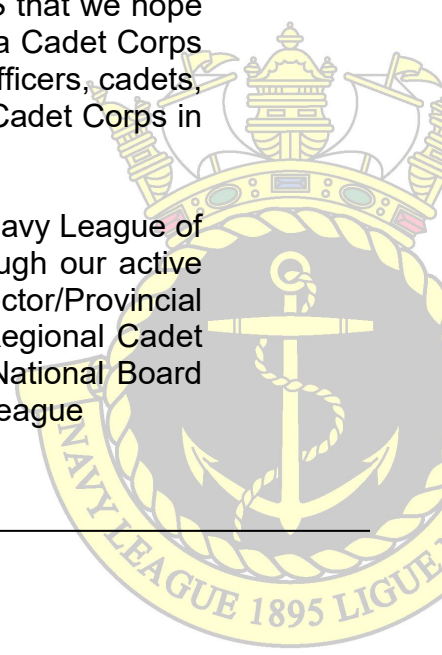 S that we hope
a Cadet Corps
fficers, cadets,
Cadet Corps in
avy League of
ugh our active
ctor/Provincial
egional Cadet
National Board
eague
NAVY LEAGUE 1895 LIGUE